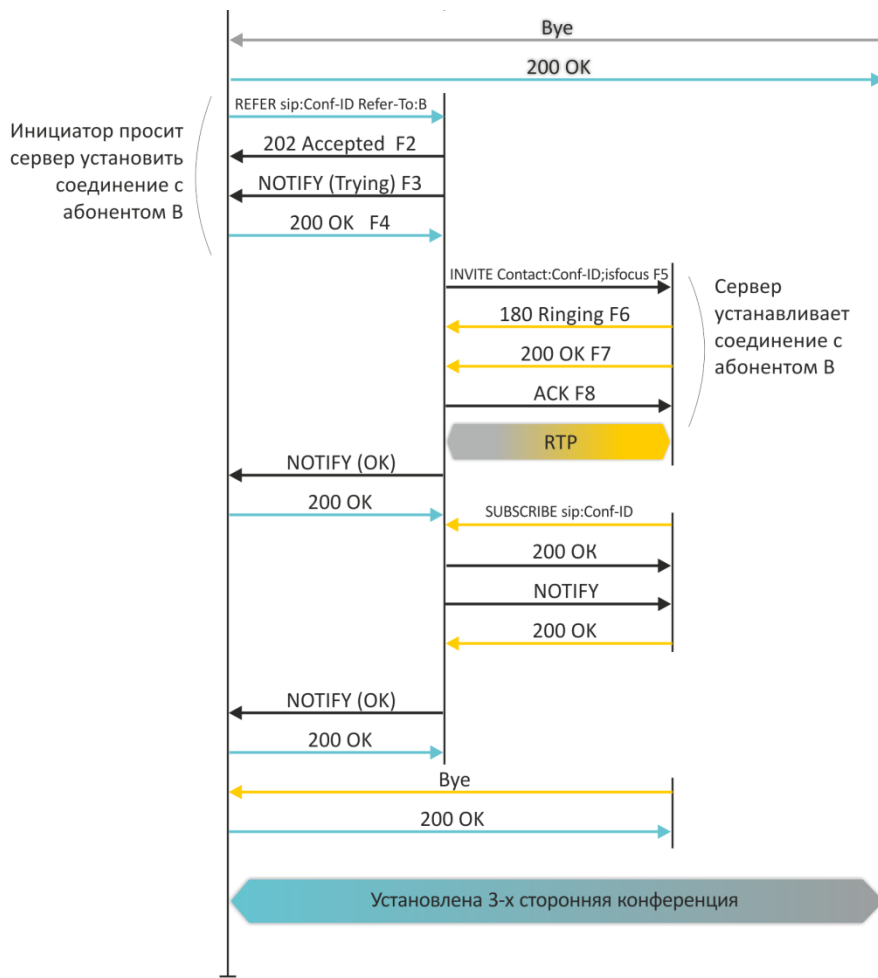 Bye
200 OK
REFER sip:Conf-ID Refer-To:B
Инициатор просит
сервер установить
соединение с
абонентом B
202 Accepted F2
NOTIFY (Trying) F3
200 OK F4
INVITE Contact:Conf-ID;isfocus F5
180 Ringing F6
200 OK F7
ACK F8
Сервер
устанавливает
соединение с
абонентом B
RTP
NOTIFY (OK)
200 OK
SUBSCRIBE sip:Conf-ID
200 OK
NOTIFY
200 OK
NOTIFY (OK)
200 OK
Bye
200 OK
Установлена 3-х сторонняя конференция